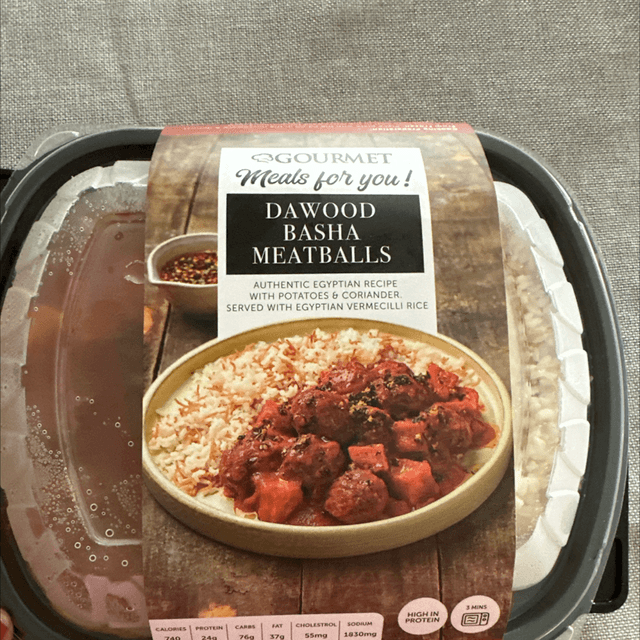 GOURMET
Meals for you!
DAWOOD
BASHA
MEATBALLS
AUTHENTIC EGYPTIAN RECIPE
WITH POTATOES & CORIANDER.
SERVED WITH EGYPTIAN VERMECILLI RICE
HIGH IN
PROTEIN
3 MINS
CALORIES PROTEIN CARBS FAT CHOLESTROL SODIUM
740 24g 76g 37g 55mg 1830mg